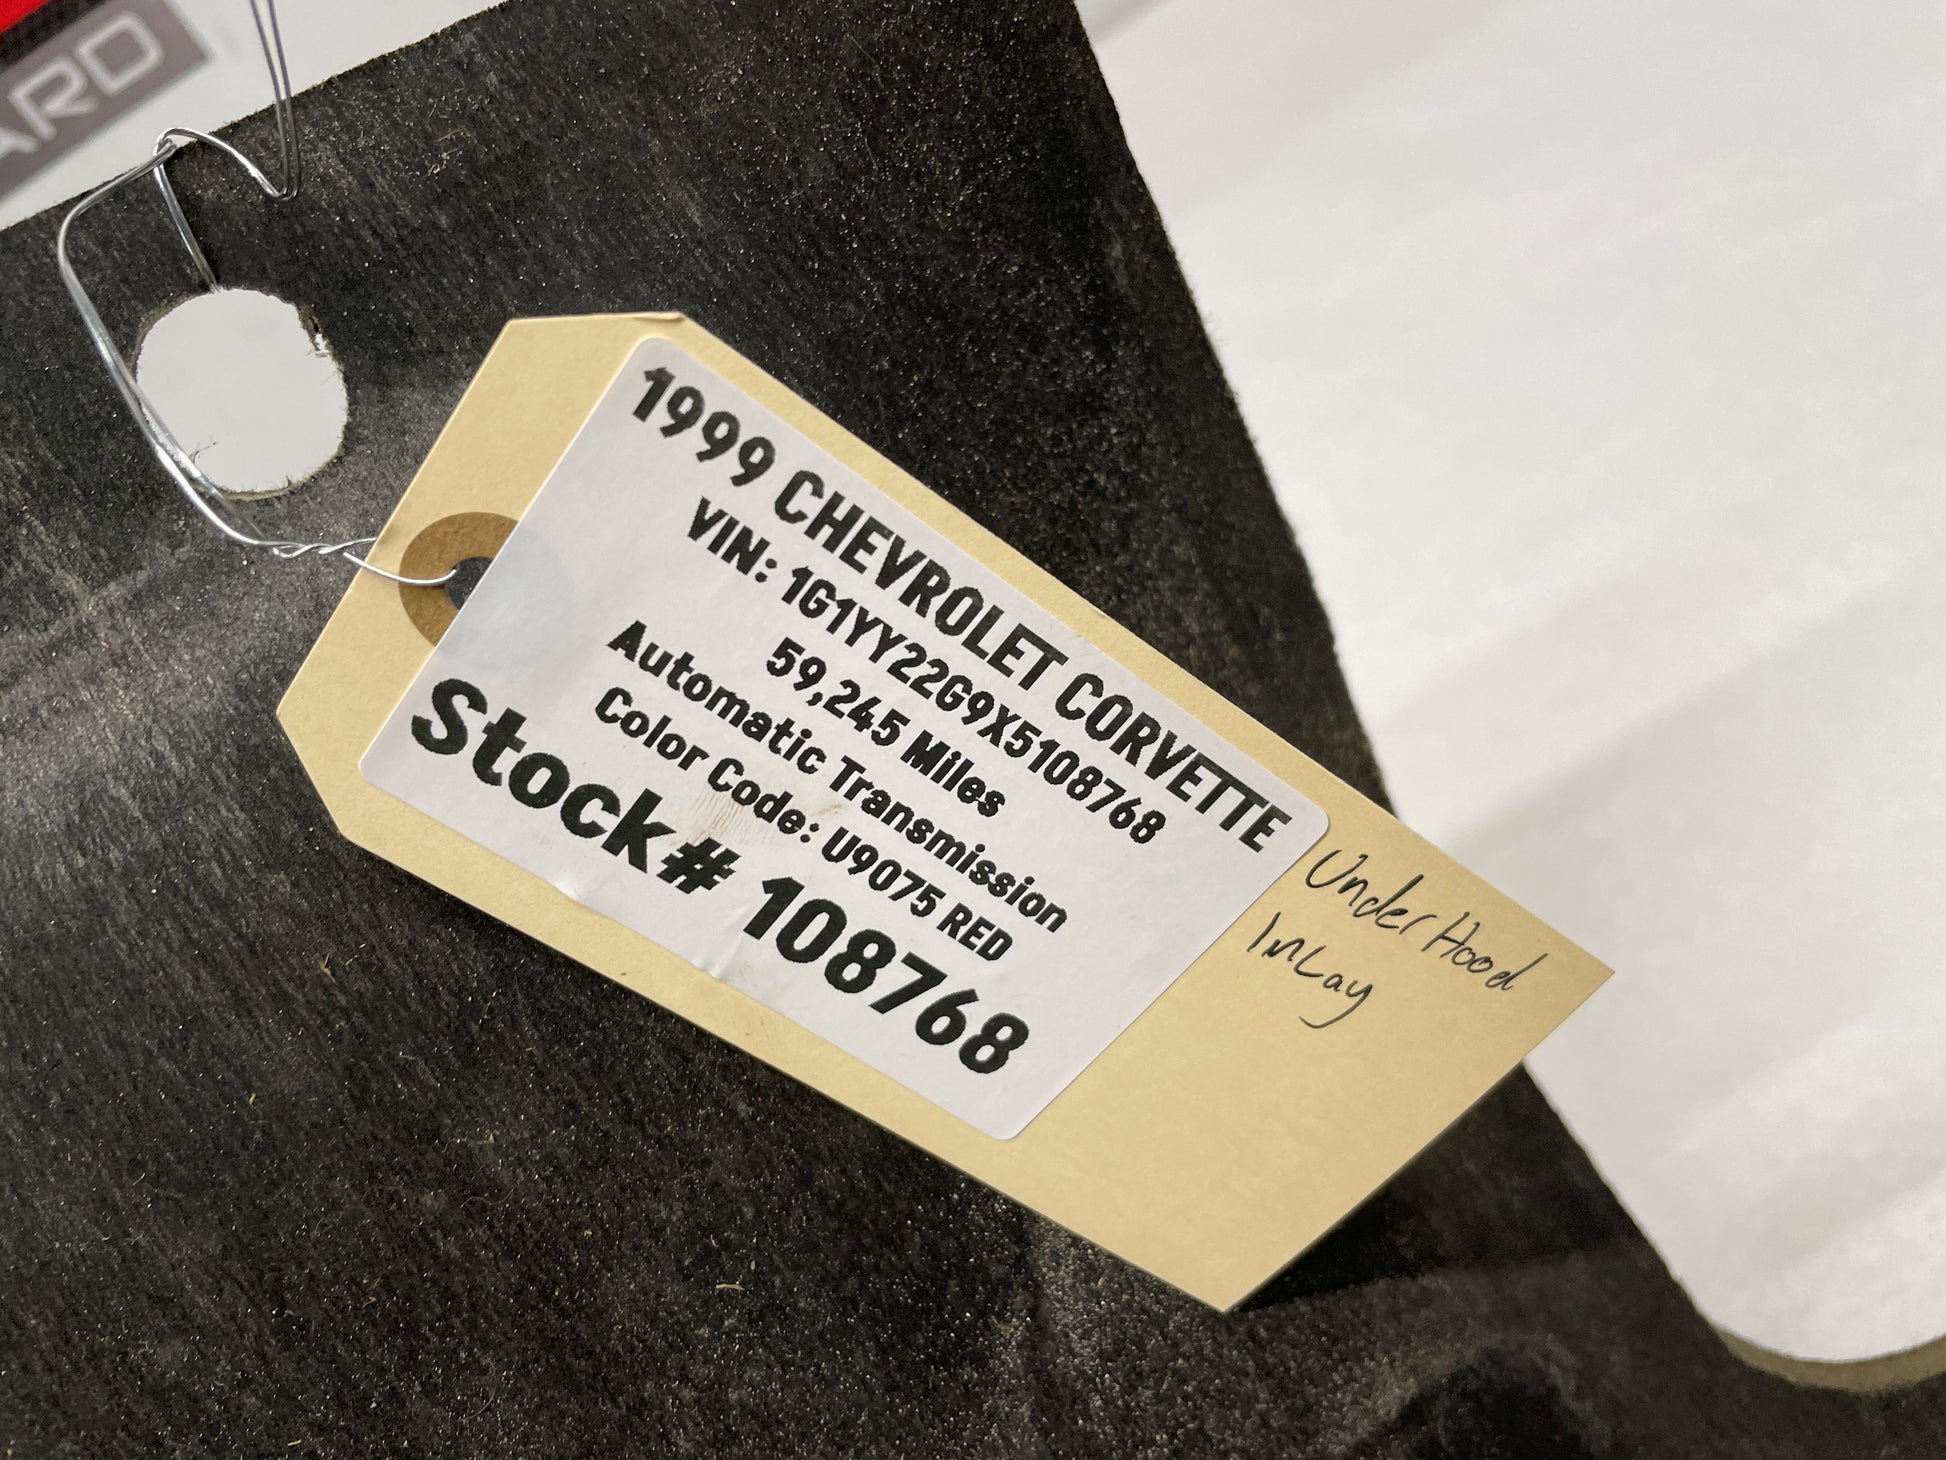 ARD
1999 CHEVROLET CORVETTE
VIN: 1G1YY22G9X5108768
59,245 Miles
Automatic Transmission
Color Code: U9075 RED
Stock# 108768
Under Hood
InLay